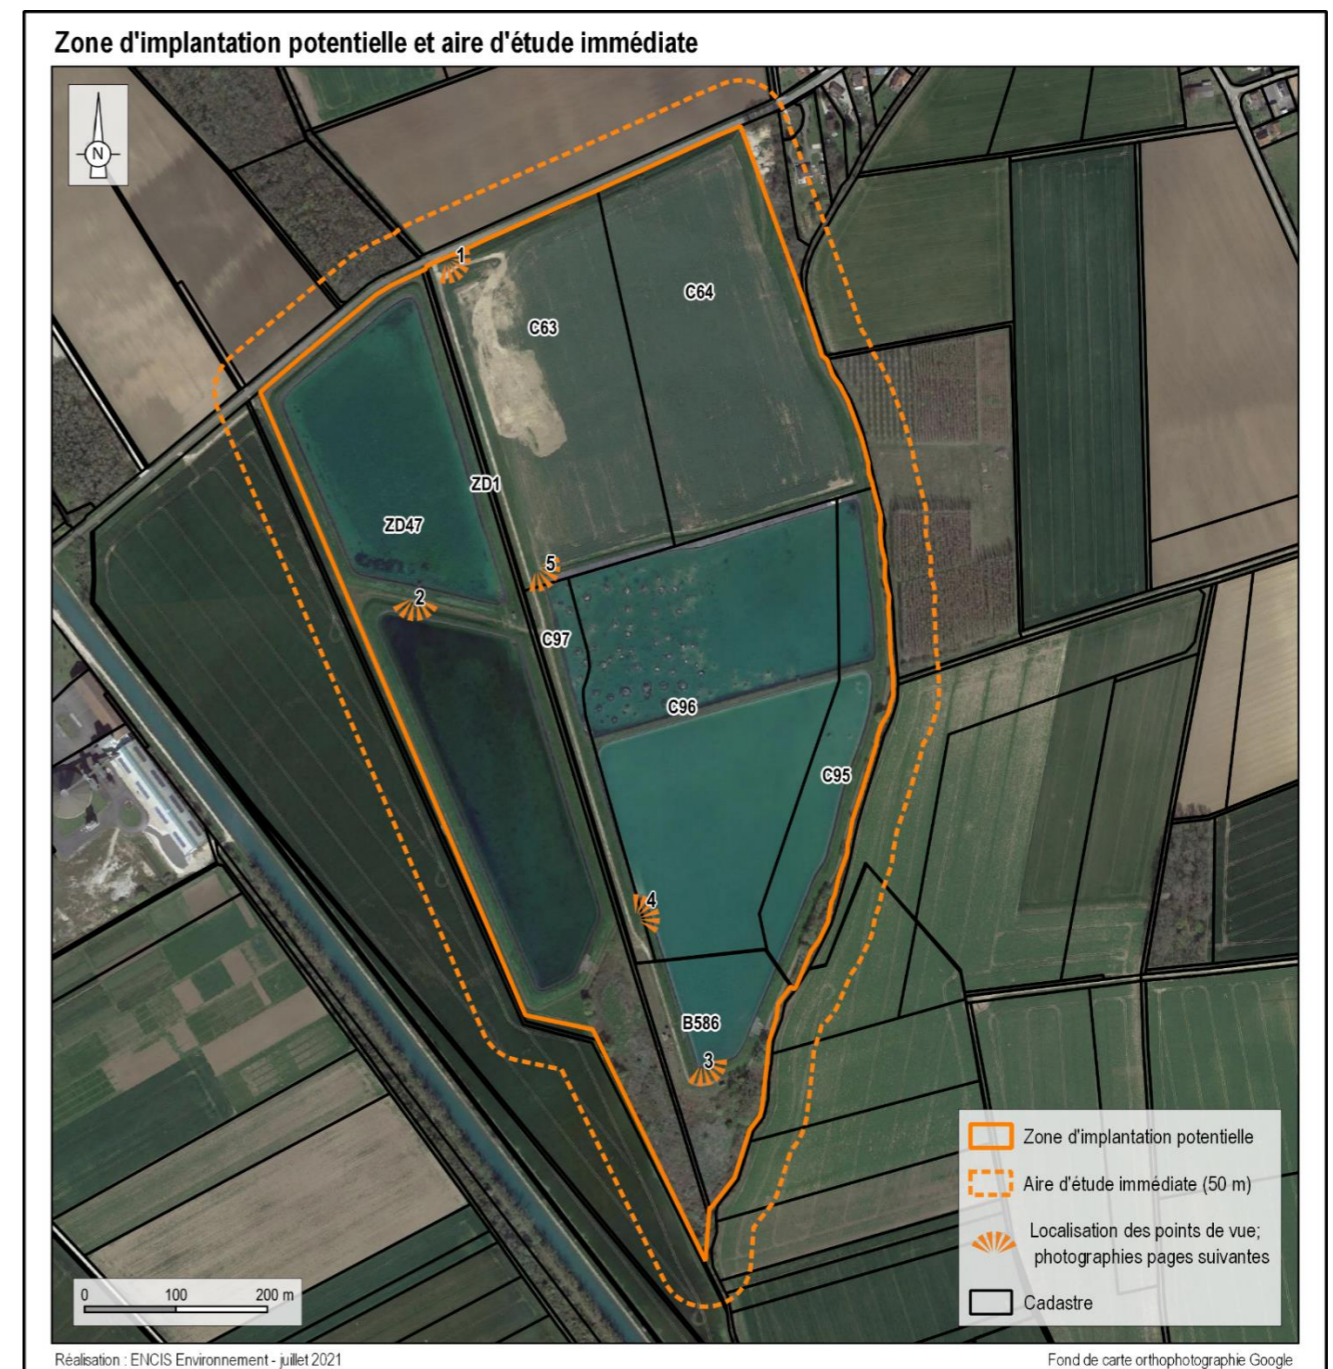 Zone d'implantation potentielle et aire d'étude immédiate
N
1
C64
C63
ZD1
ZD47
5
2
C97
C96
C95
4
B586
3
Zone d'implantation potentielle
Aire d'étude immédiate (50 m)
Localisation des points de vue;
photographies pages suivantes
Cadastre
0 100 200 m
Réalisation : ENCIS Environnement - juillet 2021
Fond de carte orthophotographie Google